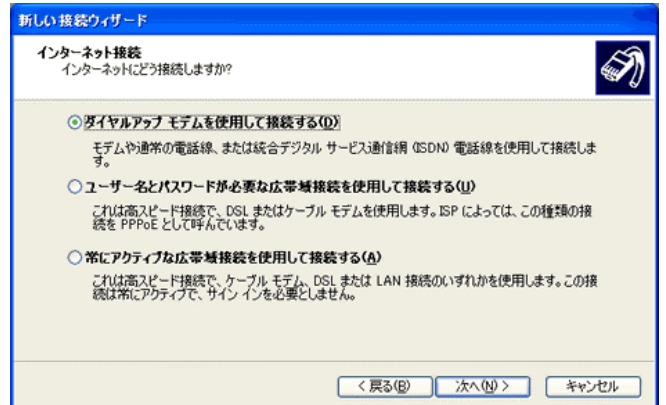 新しい接続ウィザード
インターネット接続
インターネットにどう接続しますか?
ダイヤルアップ モデムを使用して接続する(D)
モデムや通常の電話線、または統合デジタル サービス通信網 (ISDN) 電話線を使用して接続しま
す。
ユーザー名とパスワードが必要な広帯域接続を使用して接続する(U)
これは高スピード接続で、DSL またはケーブル モデムを使用します。ISP によっては、この種類の接
続を PPPoE として呼んでいます。
常にアクティブな広帯域接続を使用して接続する(A)
これは高スピード接続で、ケーブル モデム、DSL または LAN 接続のいずれかを使用します。この接
続は常にアクティブで、サイン インを必要としません。
< 戻る(B) 次へ(N) > キャンセル